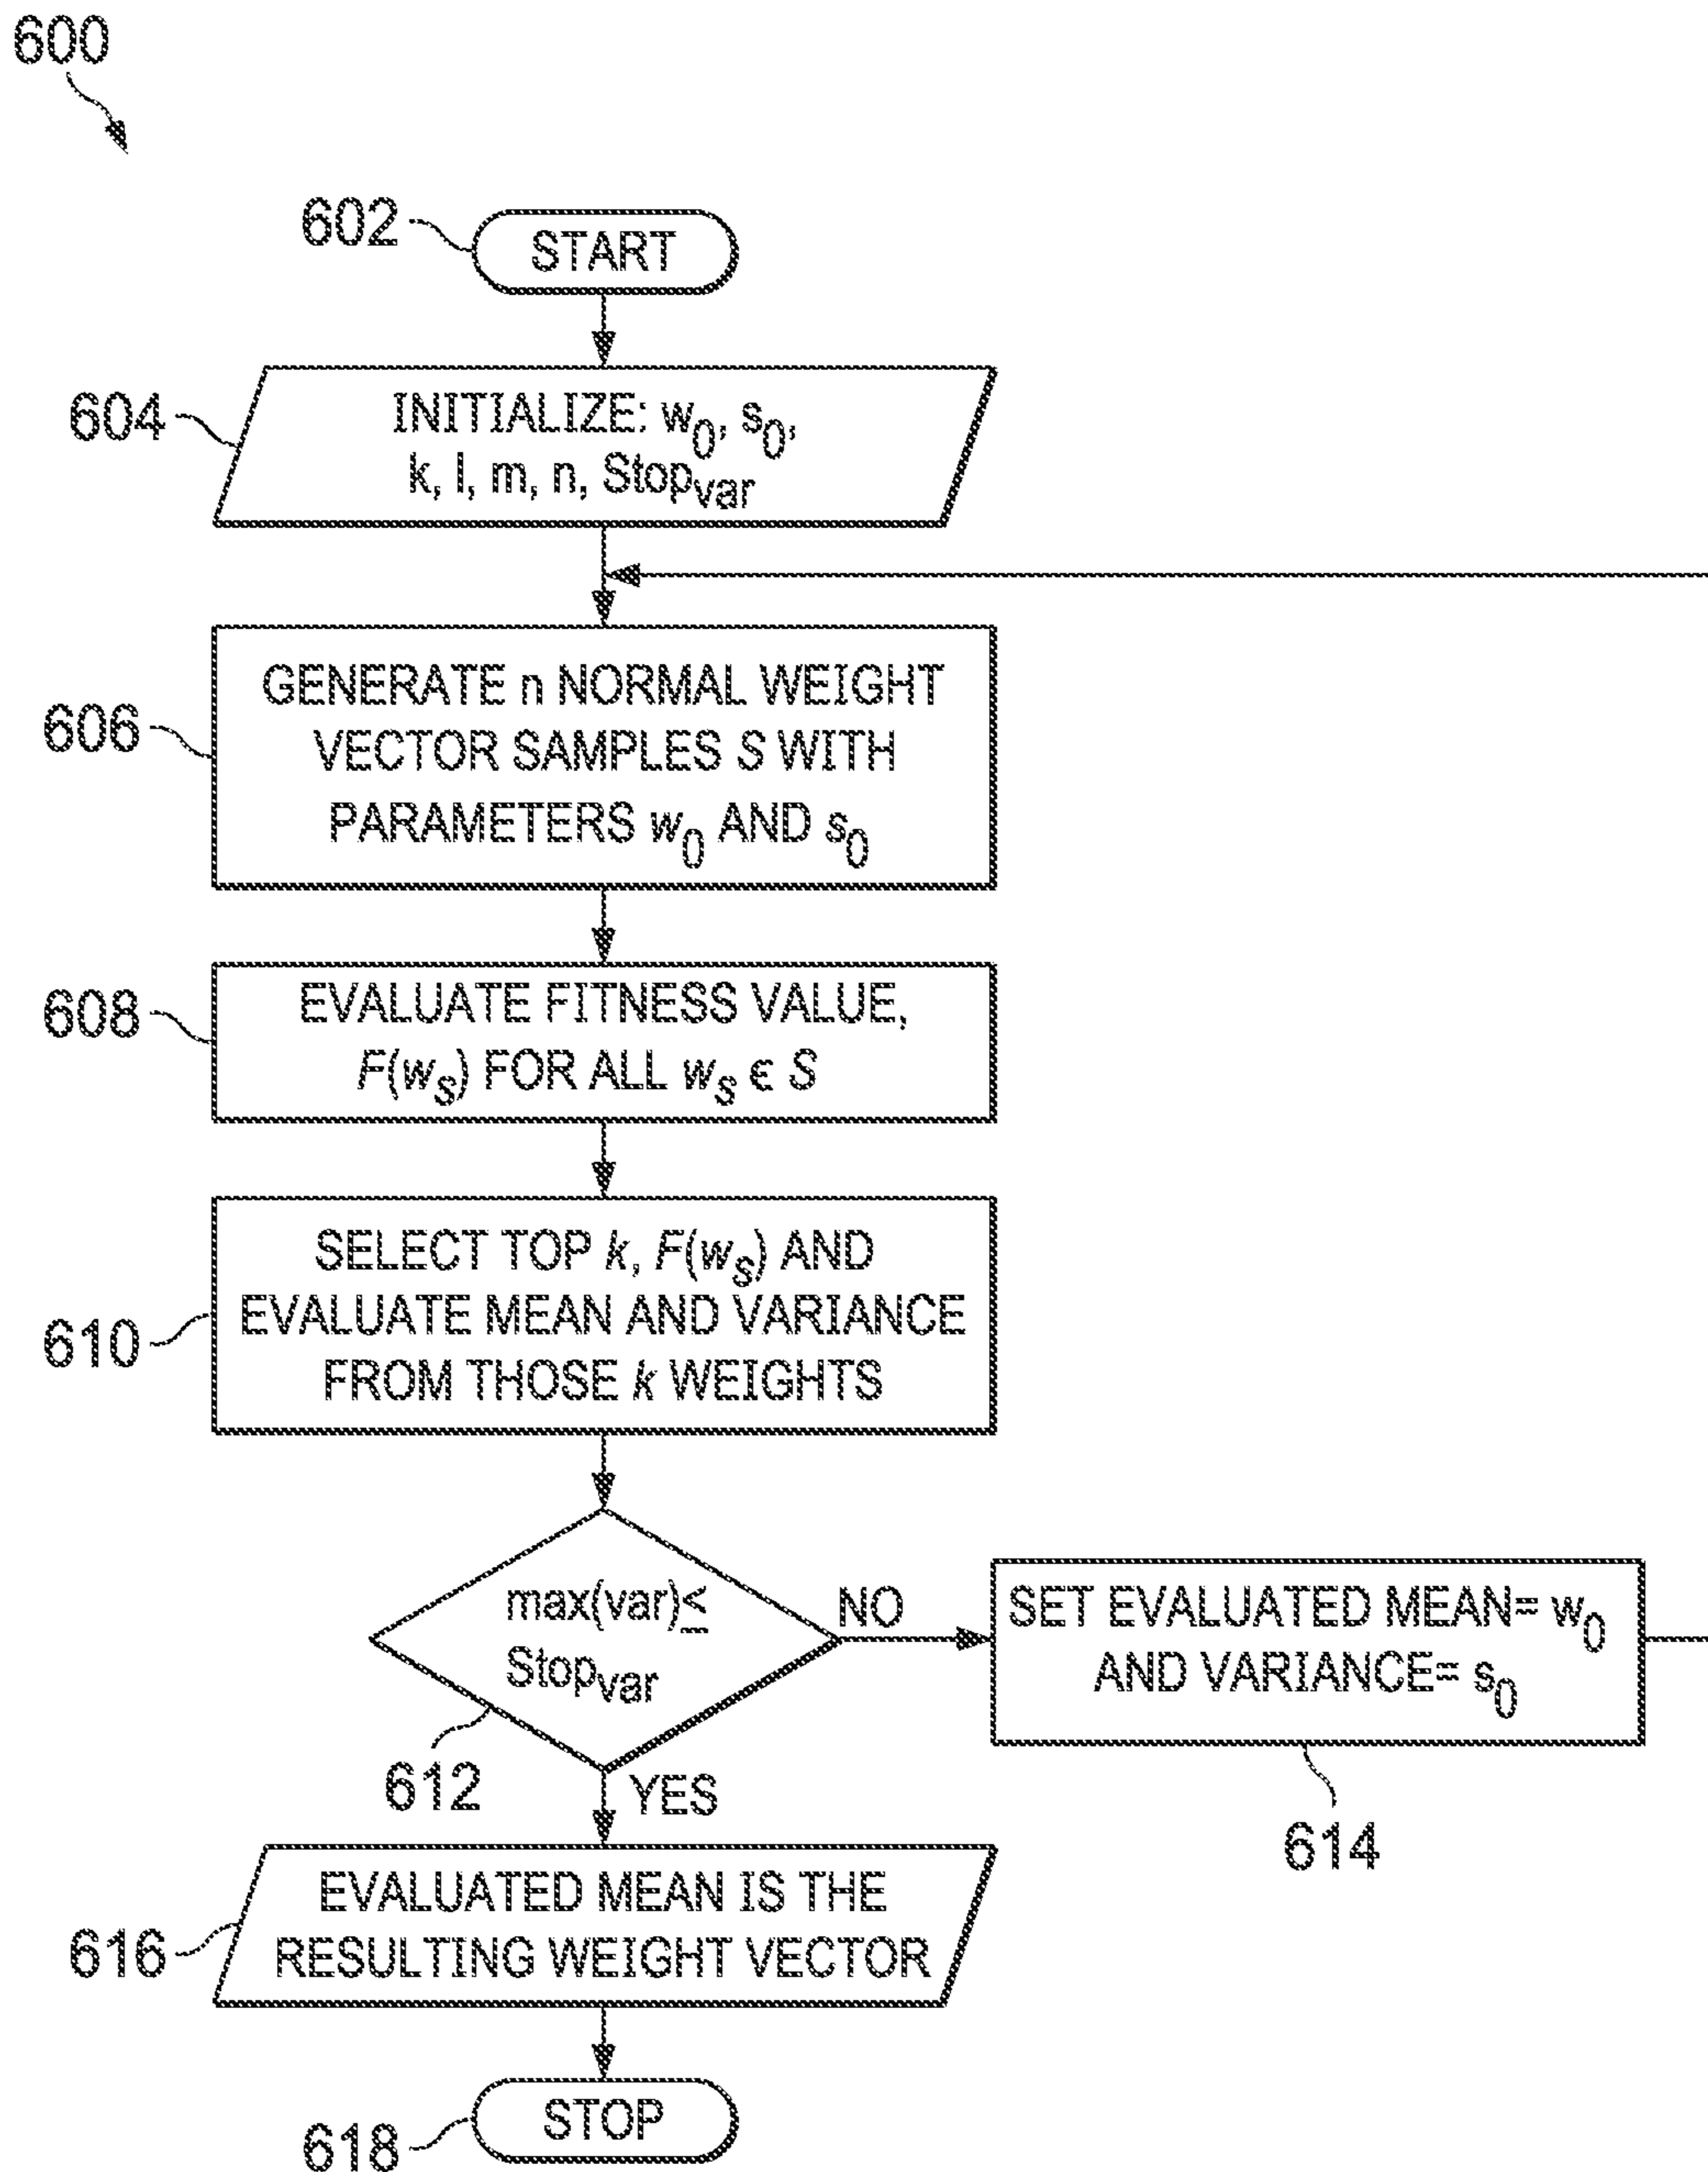 600
602
START
604
INITIALIZE: w₀, s₀,
k, l, m, n, Stopᵥₐᵣ
606
GENERATE n NORMAL WEIGHT
VECTOR SAMPLES S WITH
PARAMETERS w₀ AND s₀
608
EVALUATE FITNESS VALUE,
F(wₛ) FOR ALL wₛ ϵ S
610
SELECT TOP k, F(wₛ) AND
EVALUATE MEAN AND VARIANCE
FROM THOSE k WEIGHTS
max(var)≤
Stopᵥₐᵣ
612
NO
SET EVALUATED MEAN= w₀
AND VARIANCE= s₀
614
YES
616
EVALUATED MEAN IS THE
RESULTING WEIGHT VECTOR
618
STOP